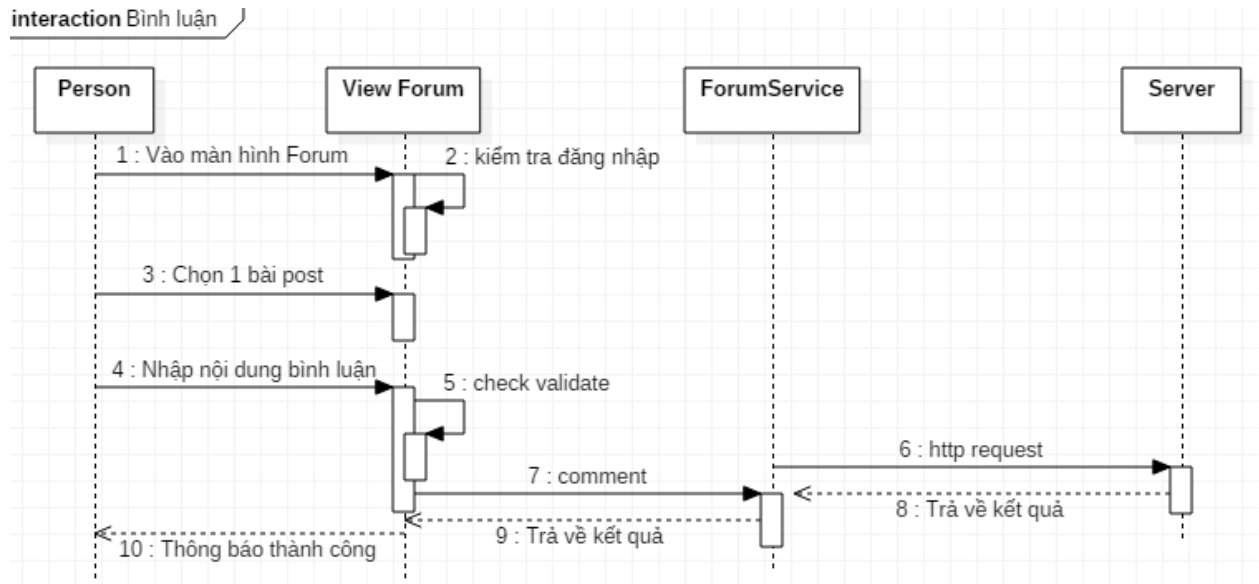 interaction Bình luận
Person
View Forum
ForumService
Server
1 : Vào màn hình Forum
2 : kiểm tra đăng nhập
3 : Chọn 1 bài post
4 : Nhập nội dung bình luận
5 : check validate
6 : http request
7 : comment
8 : Trả về kết quả
9 : Trả về kết quả
10 : Thông báo thành công